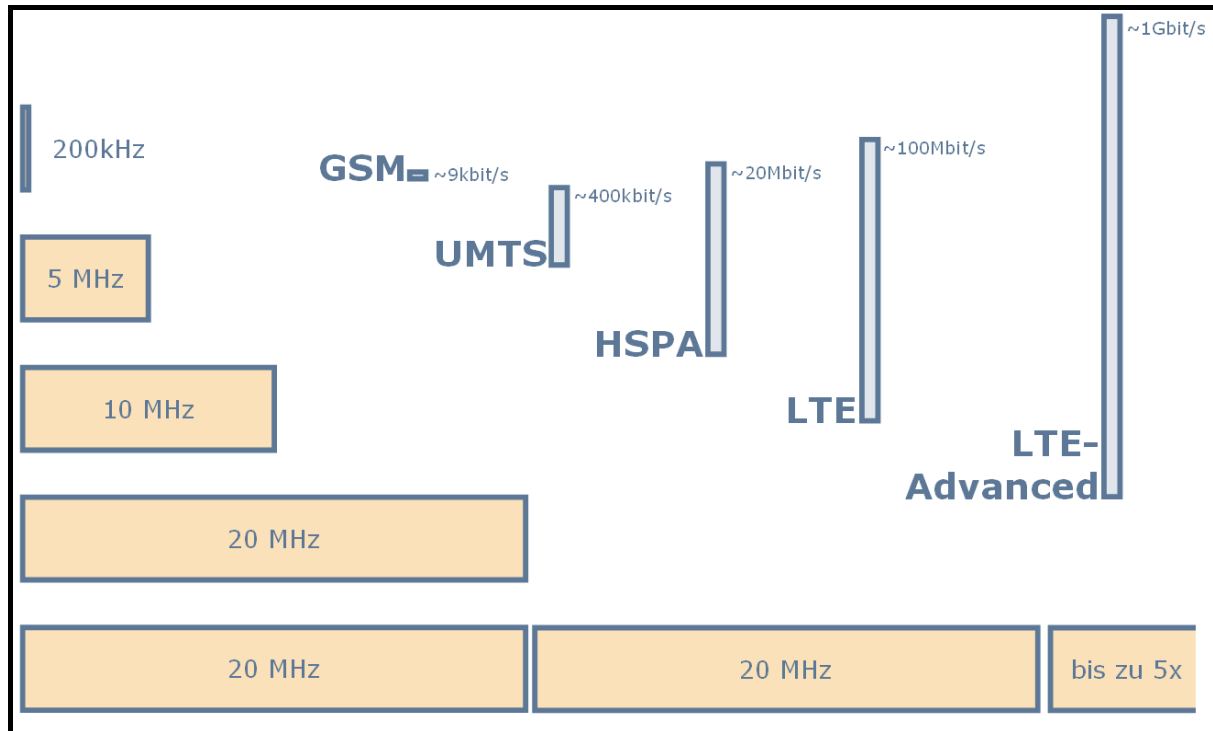 ~1Gbit/s
200kHz
GSM
~9kbit/s
~400kbit/s
~20Mbit/s
~100Mbit/s
5 MHz
UMTS
HSPA
10 MHz
LTE
LTE-
Advanced
20 MHz
20 MHz
20 MHz
bis zu 5x